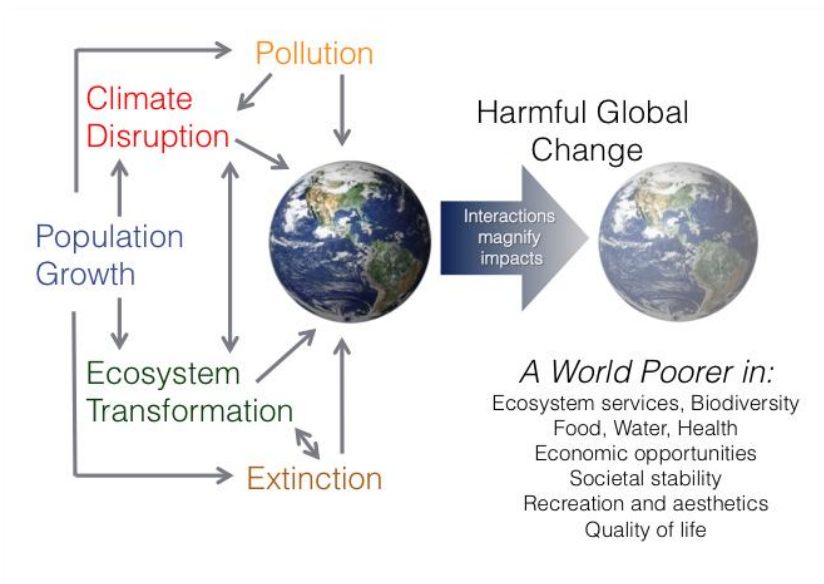 Pollution
Climate
Disruption
Population
Growth
Ecosystem
Transformation
Extinction
Interactions
magnify
impacts
Harmful Global
Change
A World Poorer in:
Ecosystem services, Biodiversity
Food, Water, Health
Economic opportunities
Societal stability
Recreation and aesthetics
Quality of life